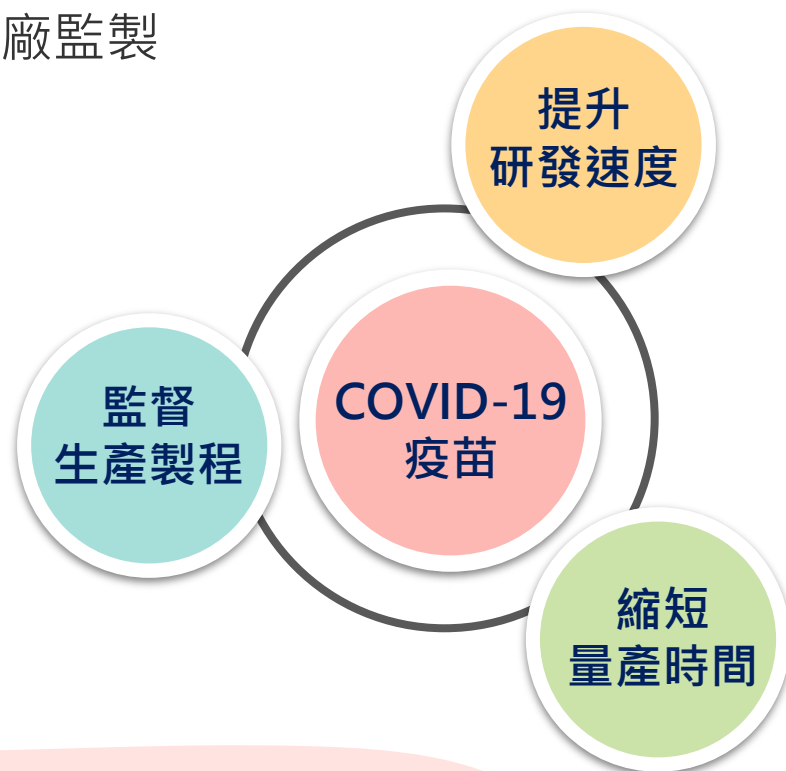 廠監製
提升
研發速度
監督
生產製程
COVID-19
疫苗
縮短
量產時間